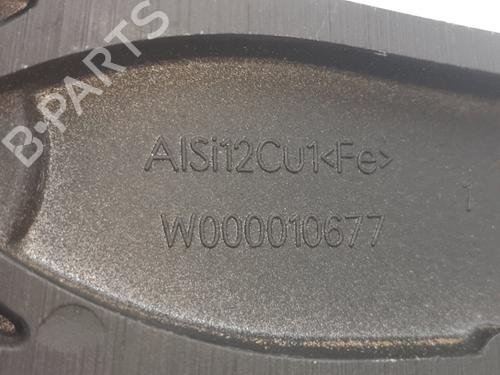 B-PARTS
AlSi12Cu1<Fe>
1
W000010677